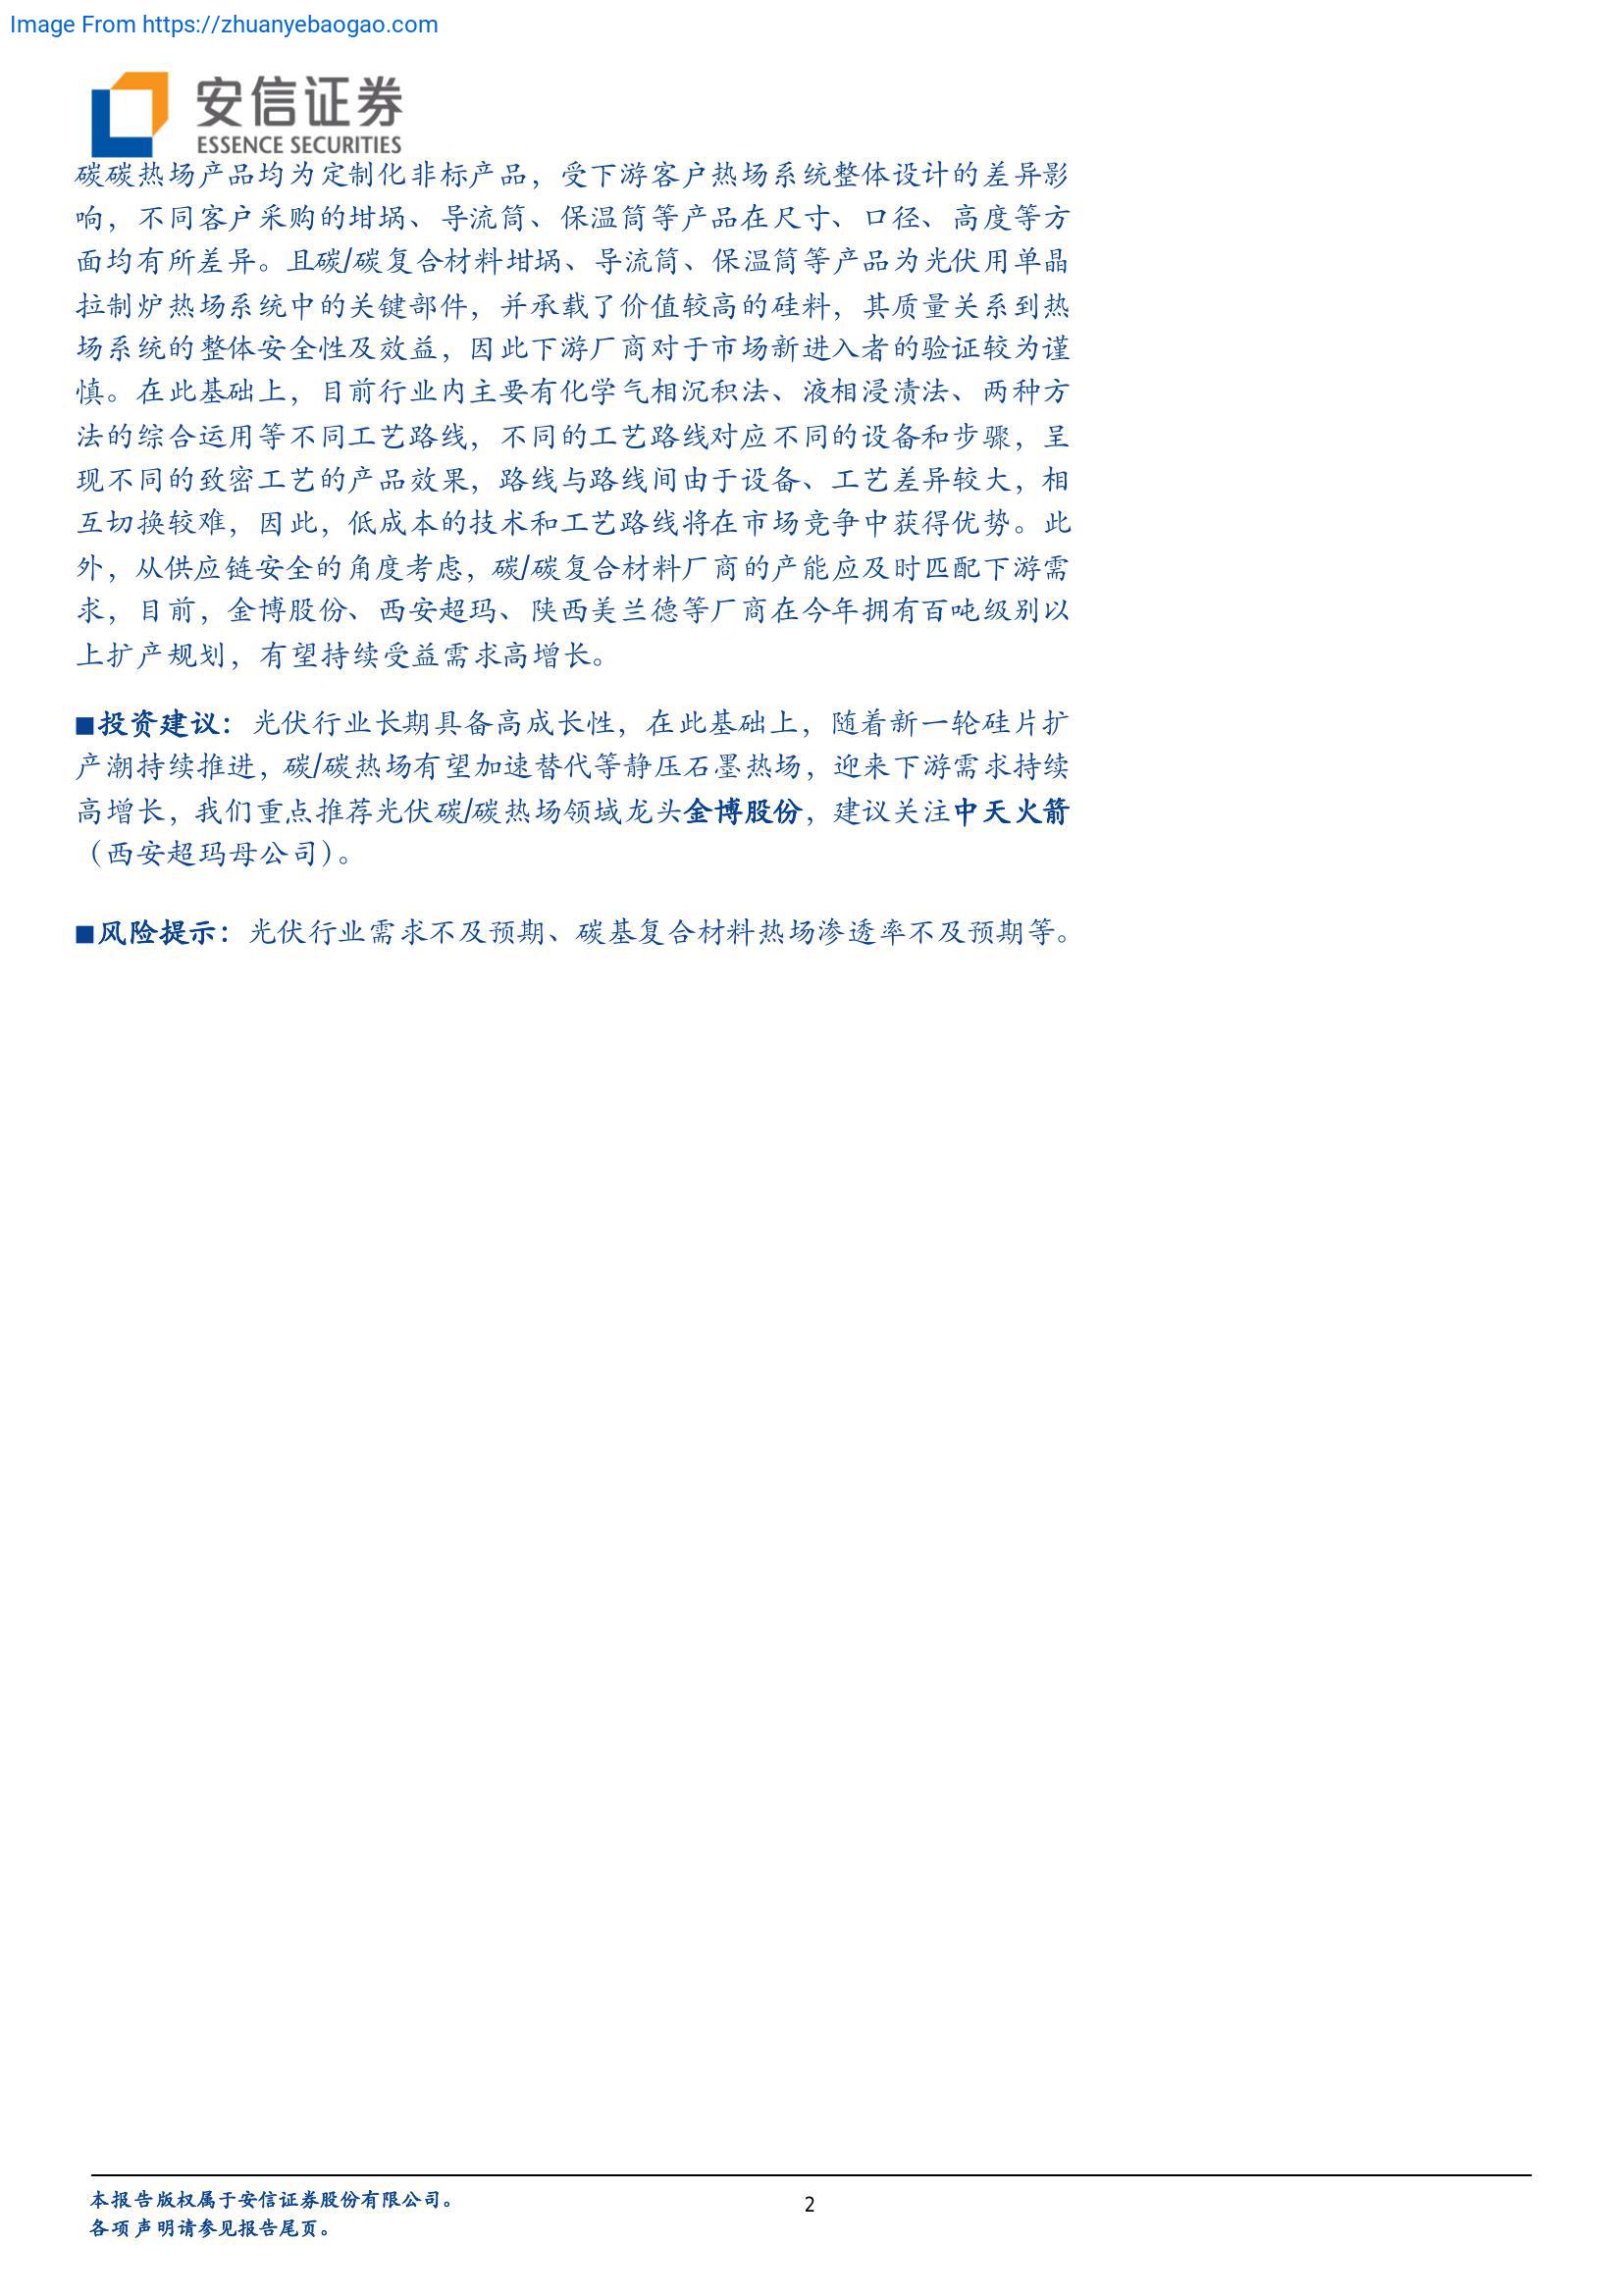 Image From https://zhuanyebaogao.com
安信证券
ESSENCE SECURITIES
碳碳热场产品均为定制化非标产品，受下游客户热场系统整体设计的差异影
响，不同客户采购的坩埚、导流筒、保温筒等产品在尺寸、口径、高度等方
面均有所差异。且碳/碳复合材料坩埚、导流筒、保温筒等产品为光伏用单晶
拉制炉热场系统中的关键部件，并承载了价值较高的硅料，其质量关系到热
场系统的整体安全性及效益，因此下游厂商对于市场新进入者的验证较为谨
慎。在此基础上，目前行业内主要有化学气相沉积法、液相浸渍法、两种方
法的综合运用等不同工艺路线，不同的工艺路线对应不同的设备和步骤，呈
现不同的致密工艺的产品效果，路线与路线间由于设备、工艺差异较大，相
互切换较难，因此，低成本的技术和工艺路线将在市场竞争中获得优势。此
外，从供应链安全的角度考虑，碳/碳复合材料厂商的产能应及时匹配下游需
求，目前，金博股份、西安超玛、陕西美兰德等厂商在今年拥有百吨级别以
上扩产规划，有望持续受益需求高增长。
■投资建议：光伏行业长期具备高成长性，在此基础上，随着新一轮硅片扩
产潮持续推进，碳/碳热场有望加速替代等静压石墨热场，迎来下游需求持续
高增长，我们重点推荐光伏碳/碳热场领域龙头金博股份，建议关注中天火箭
（西安超玛母公司）。
■风险提示：光伏行业需求不及预期、碳基复合材料热场渗透率不及预期等。
本报告版权属于安信证券股份有限公司。
各项声明请参见报告尾页。
2